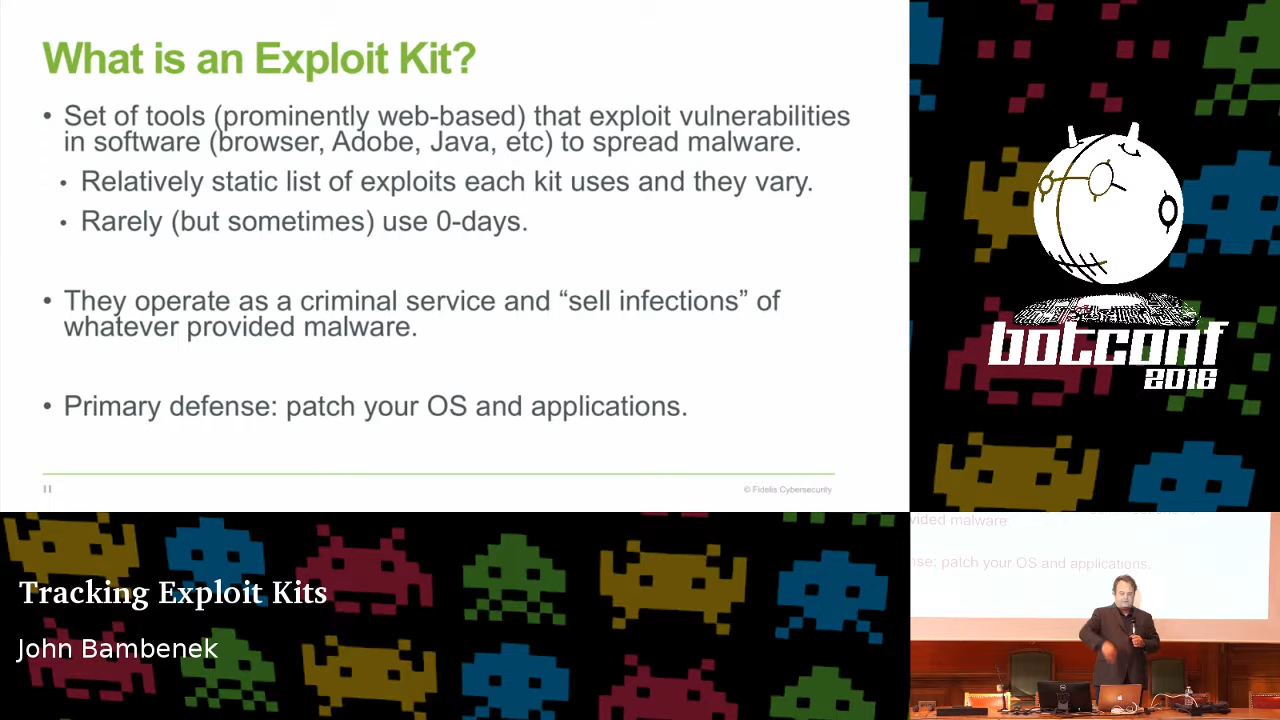 What is an Exploit Kit?
• Set of tools (prominently web-based) that exploit vulnerabilities
in software (browser, Adobe, Java, etc) to spread malware.
• Relatively static list of exploits each kit uses and they vary.
• Rarely (but sometimes) use 0-days.
• They operate as a criminal service and “sell infections” of
whatever provided malware.
• Primary defense: patch your OS and applications.
11
© Fidelis Cybersecurity
botconf
2016
Tracking Exploit Kits
John Bambenek
vided malware
nse: patch your OS and applications.